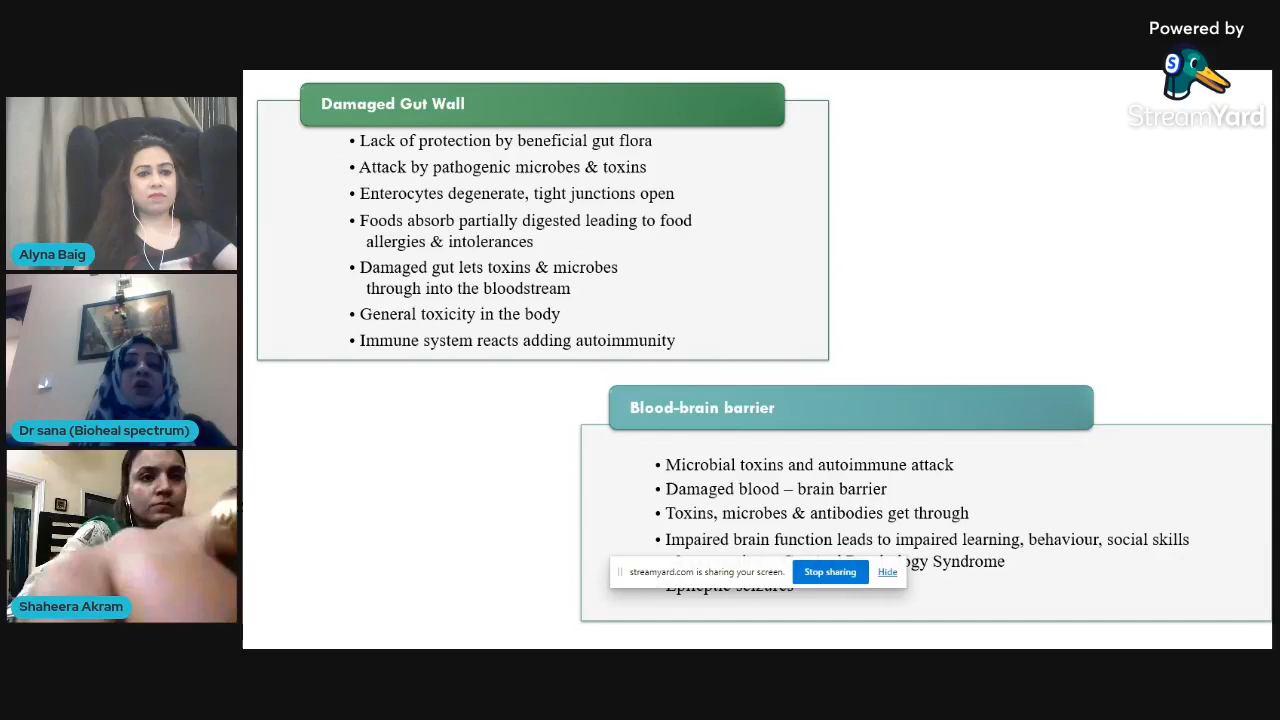 Powered by
StreamYard
Damaged Gut Wall
• Lack of protection by beneficial gut flora
• Attack by pathogenic microbes & toxins
• Enterocytes degenerate, tight junctions open
• Foods absorb partially digested leading to food
allergies & intolerances
• Damaged gut lets toxins & microbes
through into the bloodstream
• General toxicity in the body
• Immune system reacts adding autoimmunity
Alyna Baig
Dr sana (Bioheal spectrum)
Shaheera Akram
Blood-brain barrier
• Microbial toxins and autoimmune attack
• Damaged blood – brain barrier
• Toxins, microbes & antibodies get through
• Impaired brain function leads to impaired learning, behaviour, social skills
Syndrome
streamyard.com is sharing your screen.
Stop sharing
Hide
Epileptic seizures